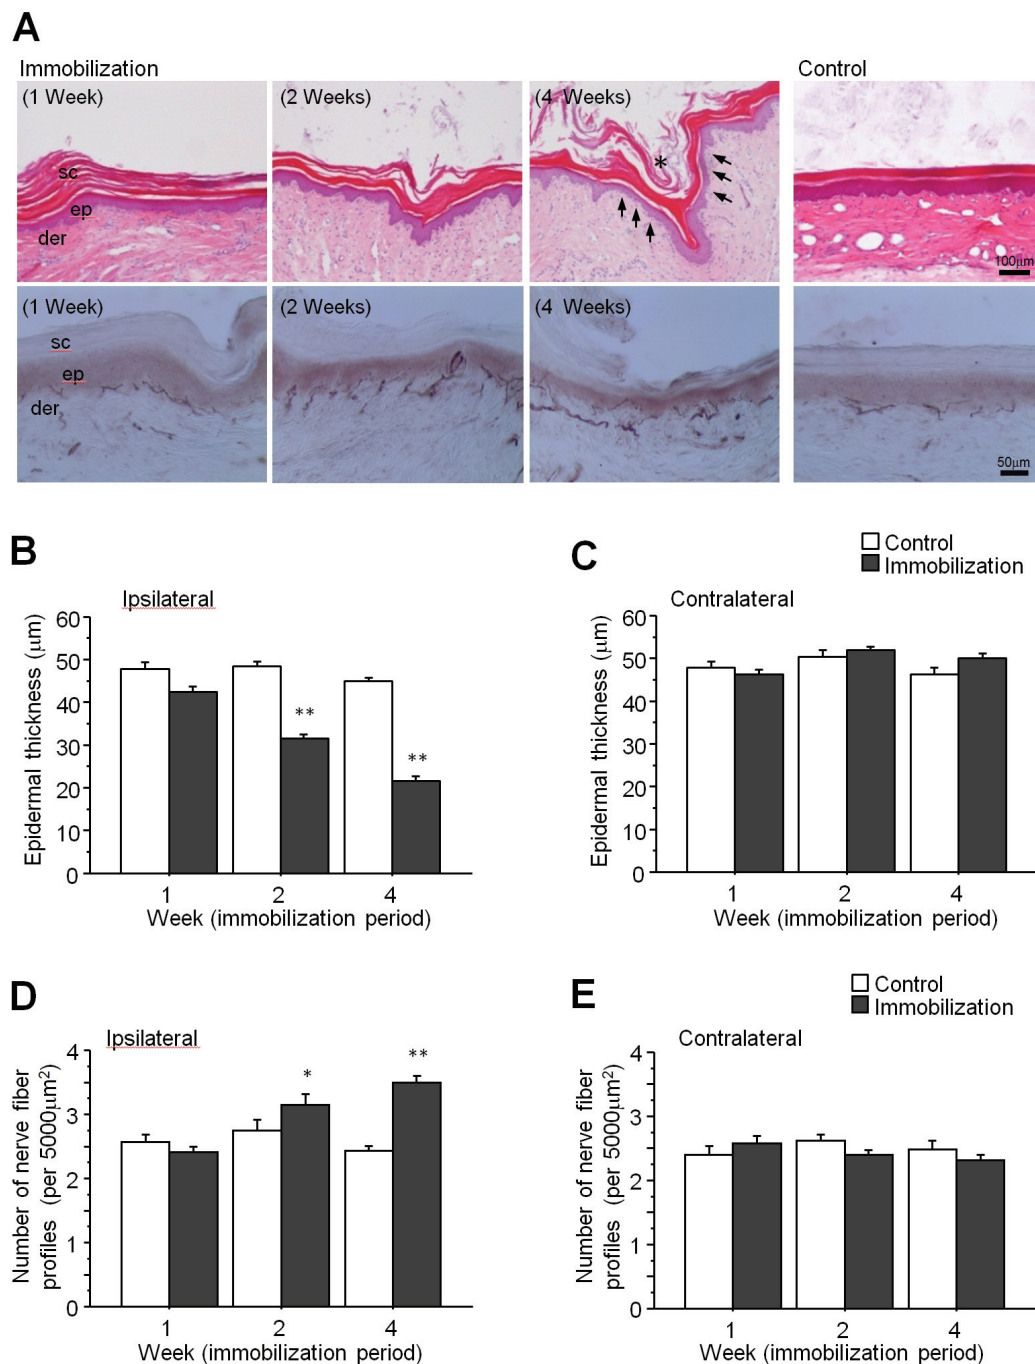 A
Immobilization Control
(1 Week) (2 Weeks) (4 Weeks)
sc
*
ep
der
100μm
(1 Week) (2 Weeks) (4 Weeks)
sc
ep
der
50μm
B
Ipsilateral
Epidermal thickness (μm)
60
50
40
30
20
10
0
**
**
1 2 4
Week (immobilization period)
C
Control
Immobilization
Contralateral
Epidermal thickness (μm)
60
50
40
30
20
10
0
1 2 4
Week (immobilization period)
D
Ipsilateral
Number of nerve fiber
profiles (per 5000μm²)
4
3
2
1
0
*
**
1 2 4
Week (immobilization period)
E
Control
Immobilization
Contralateral
Number of nerve fiber
profiles (per 5000μm²)
4
3
2
1
0
1 2 4
Week (immobilization period)